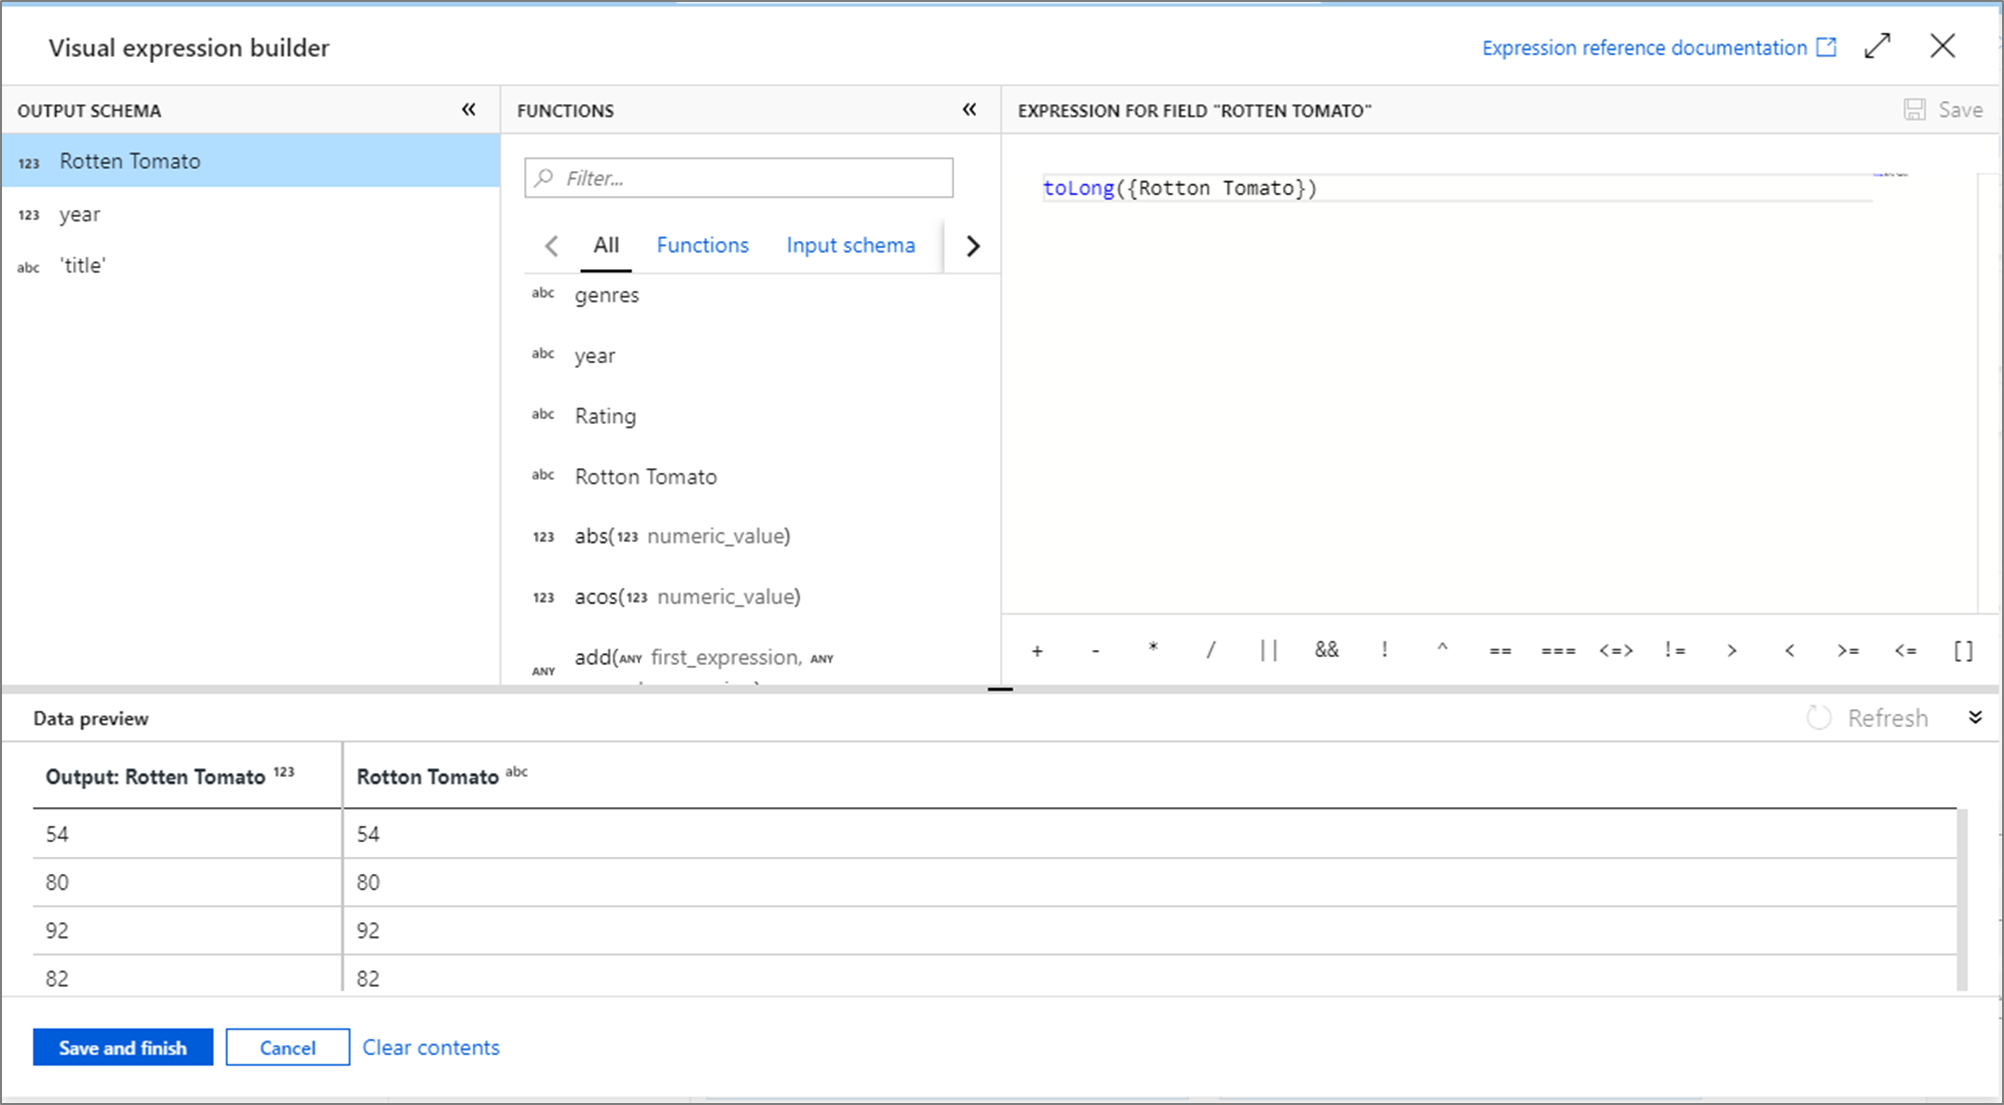 Visual expression builder
Expression reference documentation
OUTPUT SCHEMA «
123 Rotten Tomato
123 year
abc 'title'
FUNCTIONS «
Filter...
All Functions Input schema
abc genres
abc year
abc Rating
abc Rotton Tomato
123 abs(123 numeric_value)
123 acos(123 numeric_value)
ANY add(ANY first_expression, ANY
EXPRESSION FOR FIELD "ROTTEN TOMATO" Save
toLong({Rotton Tomato})
+ - * / || && ! ^ == === <=> != > < >= <= []
Data preview Refresh
Output: Rotten Tomato 123 Rotton Tomato abc
54 54
80 80
92 92
82 82
Save and finish Cancel Clear contents